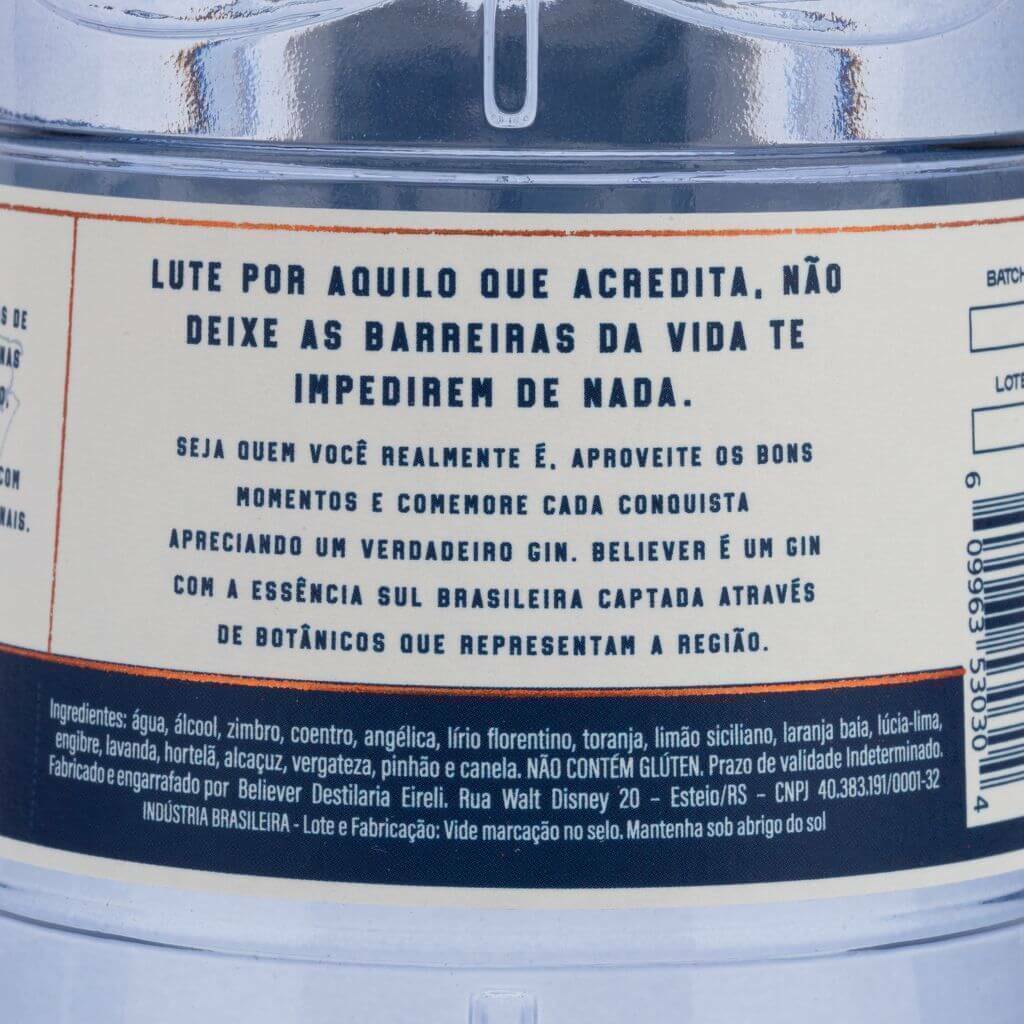 LUTE POR AQUILO QUE ACREDITA, NÃO
DEIXE AS BARREIRAS DA VIDA TE
IMPEDIREM DE NADA.
SEJA QUEM VOCÊ REALMENTE É, APROVEITE OS BONS
MOMENTOS E COMEMORE CADA CONQUISTA
APRECIANDO UM VERDADEIRO GIN. BELIEVER É UM GIN
COM A ESSÊNCIA SUL BRASILEIRA CAPTADA ATRAVÉS
DE BOTÂNICOS QUE REPRESENTAM A REGIÃO.
Ingredientes: água, álcool, zimbro, coentro, angélica, lírio florentino, toranja, limão siciliano, laranja baia, lúcia-lima,
engibre, lavanda, hortelã, alcaçuz, vergateza, pinhão e canela. NÃO CONTÉM GLÚTEN. Prazo de validade Indeterminado.
Fabricado e engarrafado por Believer Destilaria Eireli. Rua Walt Disney 20 – Esteio/RS – CNPJ 40.383.191/0001-32
INDÚSTRIA BRASILEIRA - Lote e Fabricação: Vide marcação no selo. Mantenha sob abrigo do sol
S DE
COM
BATCH
LOTE
6 09963 53030 4